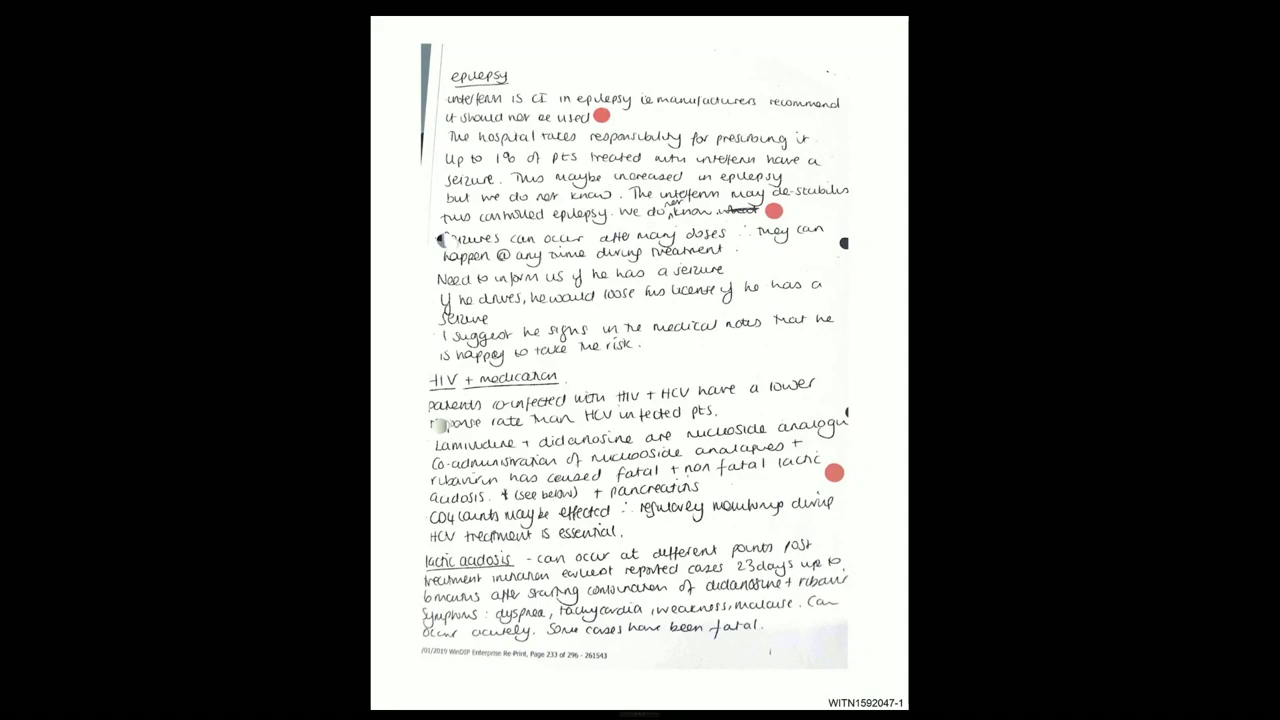 epilepsy
interferon is CI in epilepsy ie manufacturers recommend
it should not be used
The hospital takes responsibility for prescribing it.
Up to 1% of pts treated with interferon have a
seizure. This maybe increased in epilepsy
but we do not know. The interferon may de-stabilise
this controlled epilepsy. We do not know
Seizures can occur after many doses ∴ they can
happen @ any time during treatment.
Need to inform us if he has a seizure
If he drives, he would loose his license if he has a
seizure
I suggest he signs in the medical notes that he
is happy to take the risk.
HIV + medication
patients co-infected with HIV + HCV have a lower
response rate than HCV infected pts.
Lamivudine + didanosine are nucleoside analogu
Co-administration of nucleoside analogues +
ribavirin has caused fatal + non fatal lactic
acidosis. * (see below) + pancreatitis
CD4 counts may be effected ∴ regularly monitoring during
HCV treatment is essential.
lactic acidosis - can occur at different points post
treatment initiation earliest reported cases 23 days up to
6 months after starting combination of didanosine + ribavir
Symptoms: dyspnea, tachycardia, weakness, malaise. Can
occur acutely. Some cases have been fatal.
/01/2019 WinDIP Enterprise Re-Print, Page 233 of 296 - 261543
WITN1592047-1